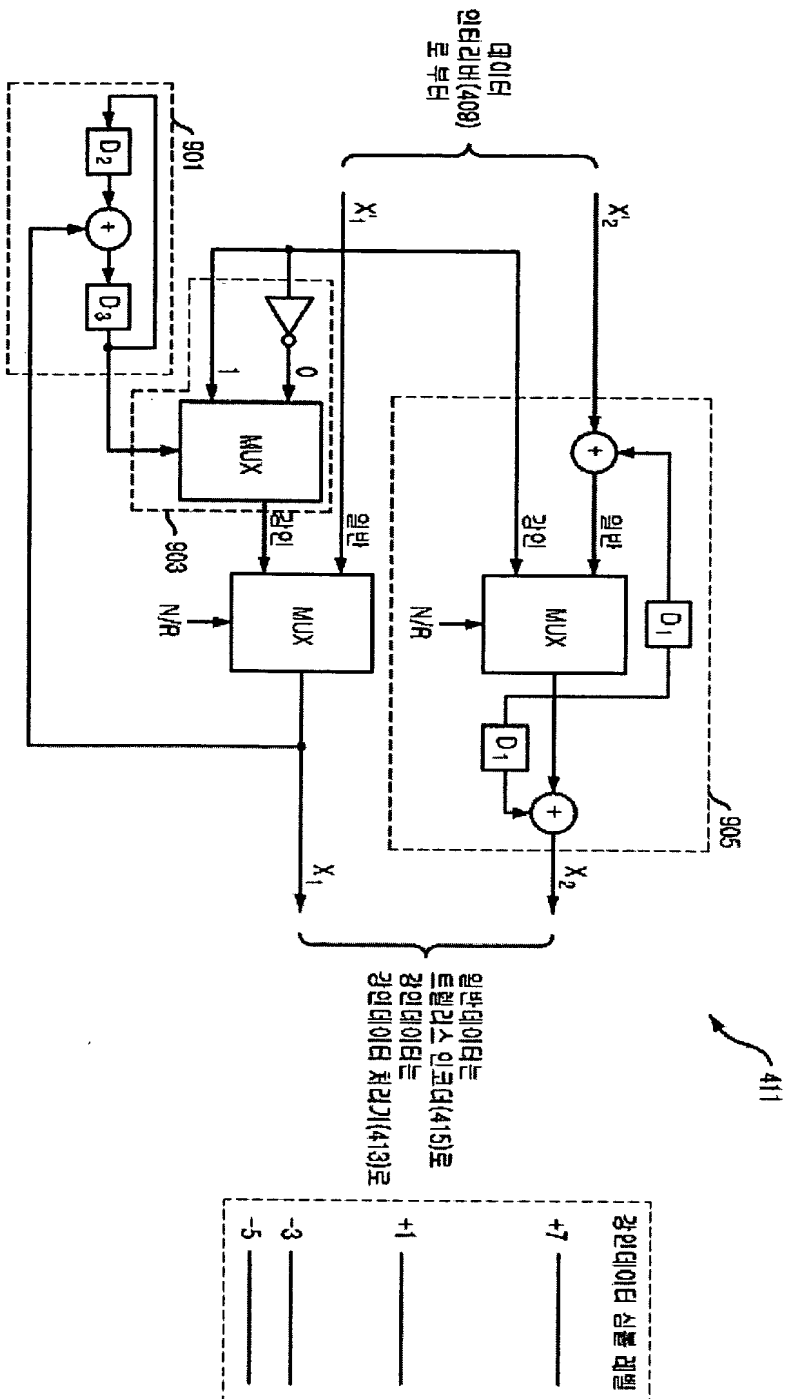 411
데이터
인터리버(409)
로부터
X'2
X'1
905
D1
+
일반
강인
MUX
N/R
D1
+
X2
일반
강인
MUX
N/R
X1
0
1
MUX
903
901
D2
+
D3
일반데이터는
트렐리스 인코더(415)로
강인데이터는
강인데이터 처리기(413)로
강인데이터 심볼 레벨
+7
+1
-3
-5